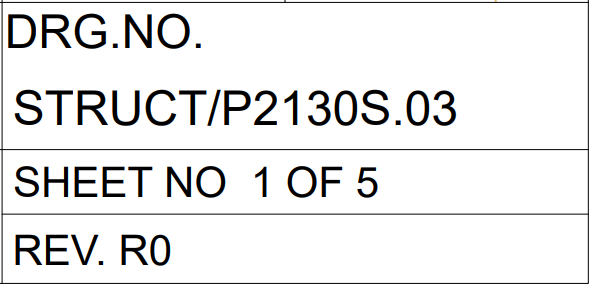 DRG.NO.
STRUCT/P2130S.03
SHEET NO  1 OF 5
REV. R0